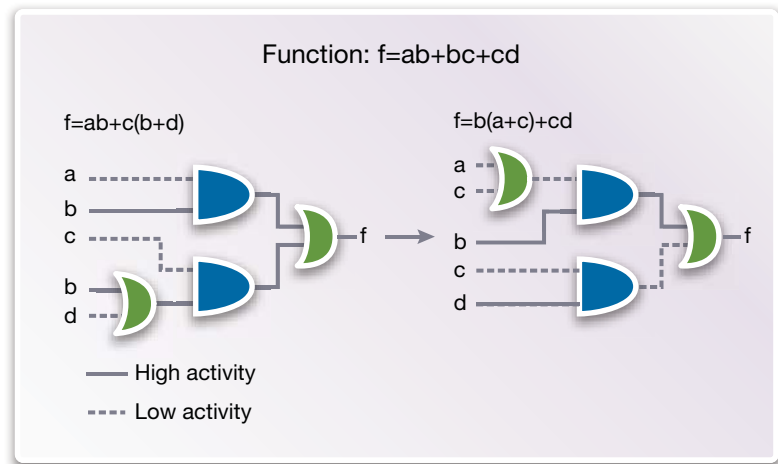 Function: f=ab+bc+cd
f=ab+c(b+d)
a
b
c
b
d
f
f=b(a+c)+cd
a
c
b
c
d
f
High activity
Low activity